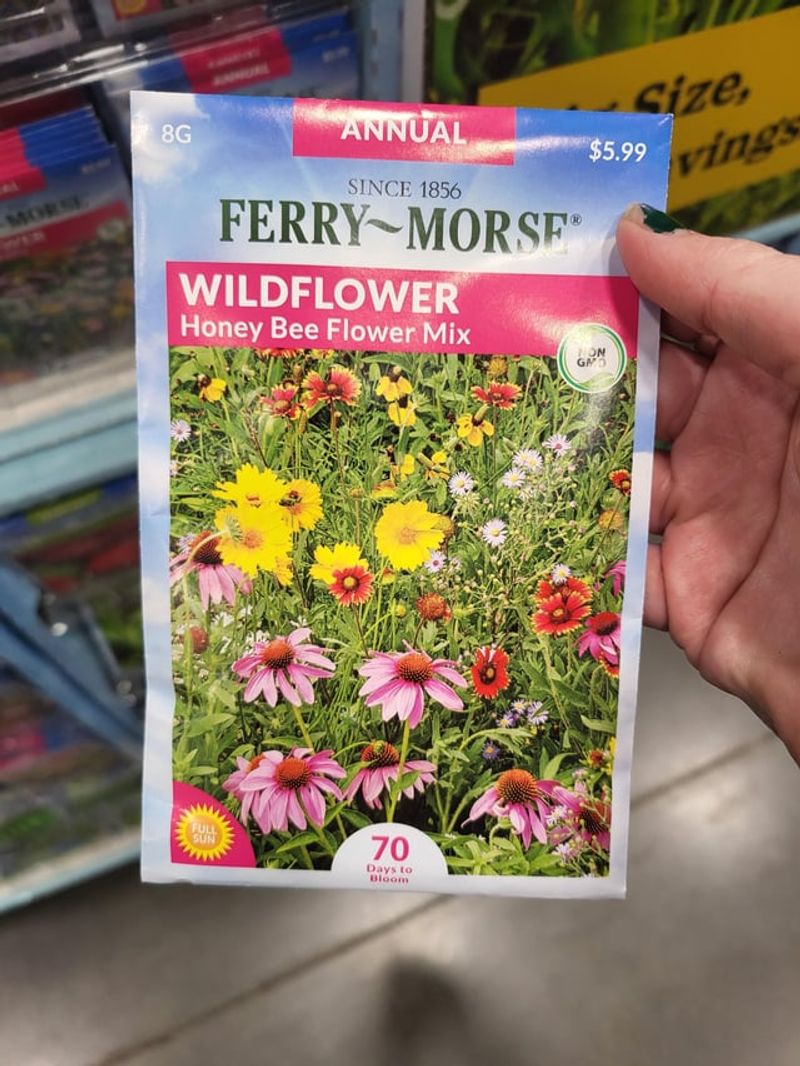 8G
ANNUAL
$5.99
SINCE 1856
FERRY~MORSE®
WILDFLOWER
Honey Bee Flower Mix
NON
GMO
FULL
SUN
70
Days to
Bloom
ANNUAL
Size,
vings